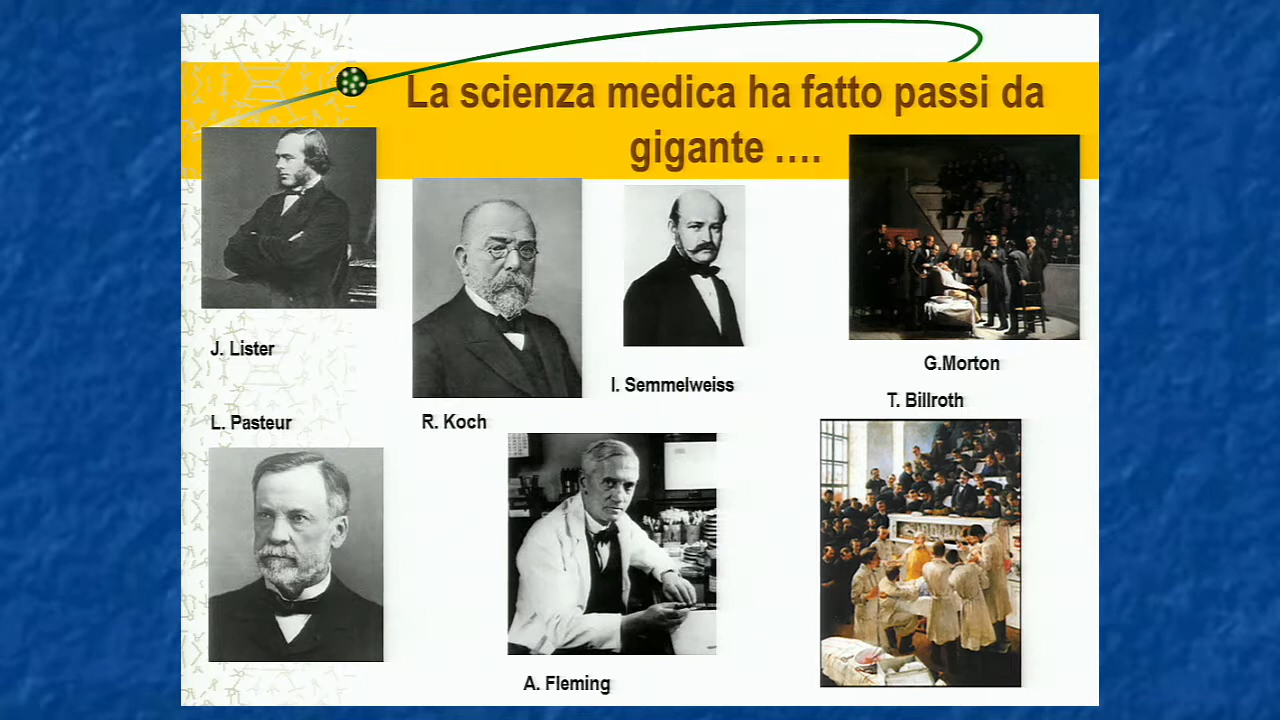 La scienza medica ha fatto passi da
gigante ....
J. Lister
R. Koch
I. Semmelweiss
G.Morton
T. Billroth
L. Pasteur
A. Fleming